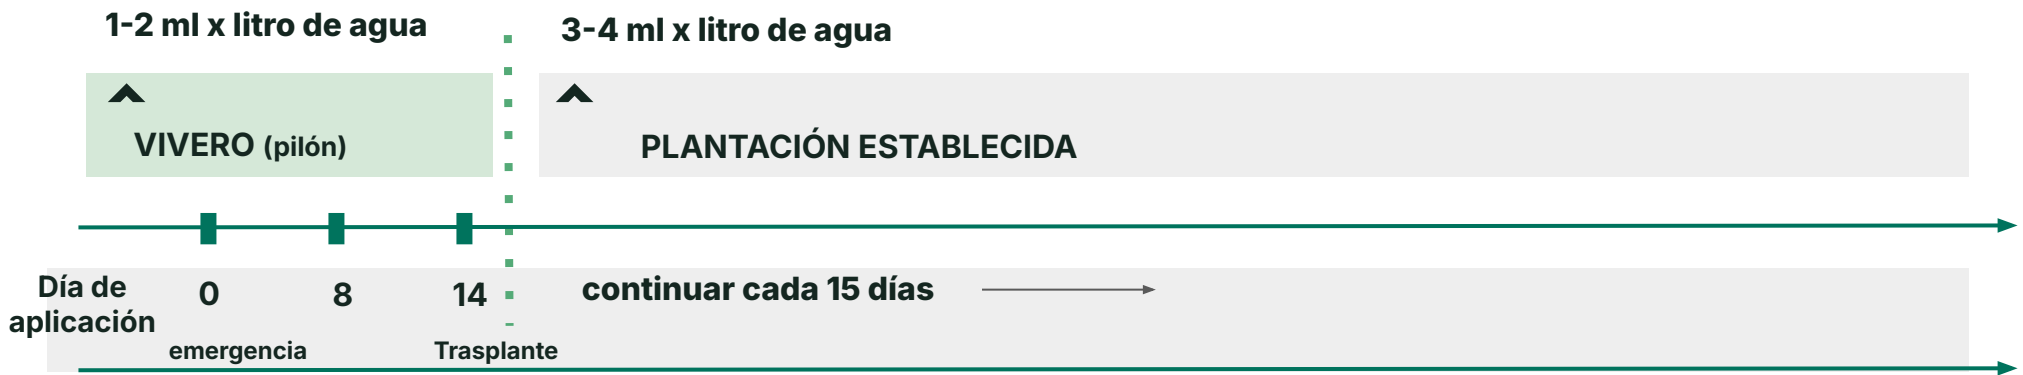 1-2 ml x litro de agua
3-4 ml x litro de agua
VIVERO (pilón)
PLANTACIÓN ESTABLECIDA
Día de
aplicación
0
8
14
continuar cada 15 días
emergencia
Trasplante